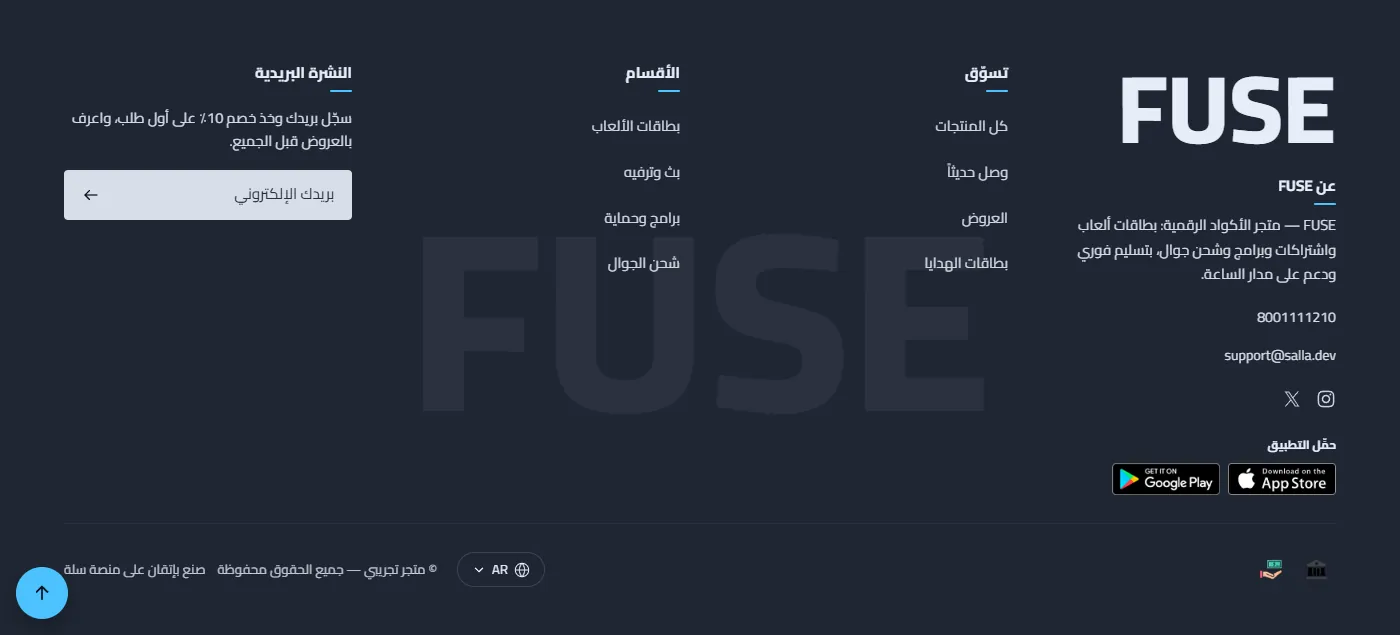 FUSE
عن FUSE
FUSE — متجر الأكواد الرقمية: بطاقات ألعاب
واشتراكات وبرامج وشحن جوال، بتسليم فوري
ودعم على مدار الساعة.
8001111210
support@salla.dev
حمّل التطبيق
Download on the
App Store
GET IT ON
Google Play
تسوّق
كل المنتجات
وصل حديثاً
العروض
بطاقات الهدايا
الأقسام
بطاقات الألعاب
بث وترفيه
برامج وحماية
شحن الجوال
النشرة البريدية
سجّل بريدك وخذ خصم 10٪ على أول طلب، واعرف
بالعروض قبل الجميع.
بريدك الإلكتروني
FUSE
AR
© متجر تجريبي — جميع الحقوق محفوظة
صنع بإتقان على منصة سلة